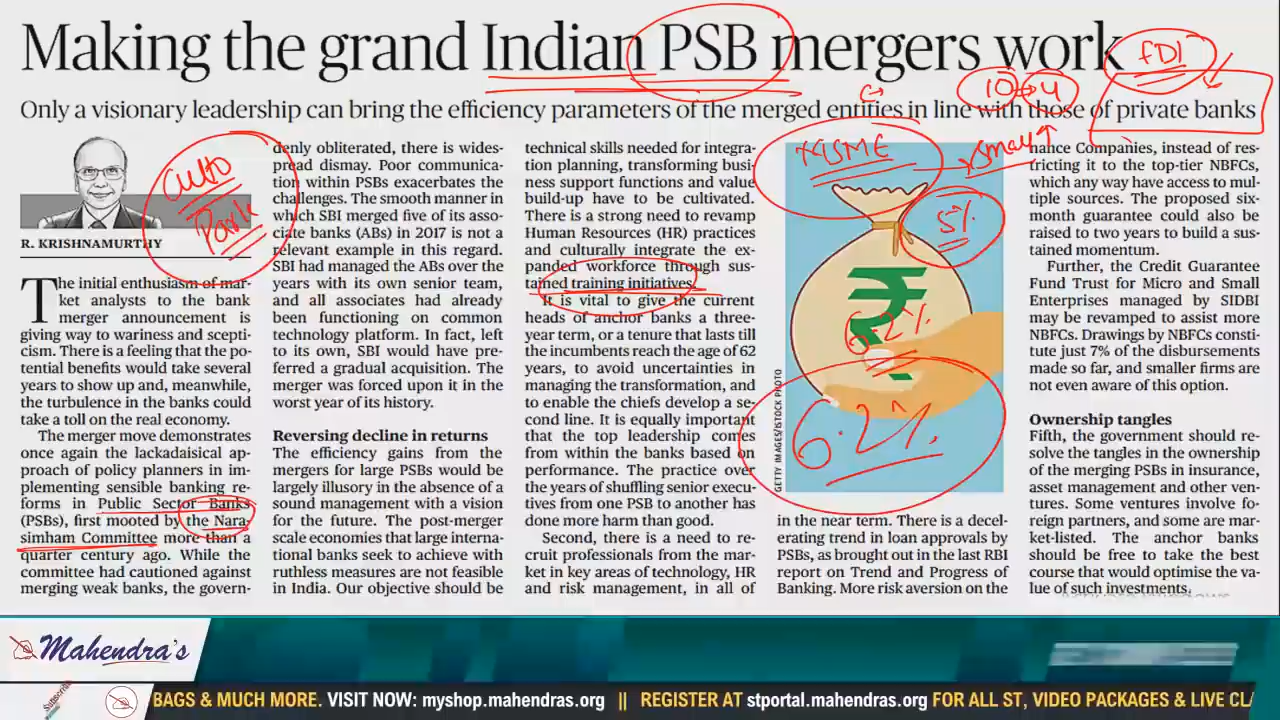 Making the grand Indian PSB mergers work
Only a visionary leadership can bring the efficiency parameters of the merged entities in line with those of private banks
R. KRISHNAMURTHY
The initial enthusiasm of mar-
ket analysts to the bank
merger announcement is
giving way to wariness and scepti-
cism. There is a feeling that the po-
tential benefits would take several
years to show up and, meanwhile,
the turbulence in the banks could
take a toll on the real economy.
The merger move demonstrates
once again the lackadaisical ap-
proach of policy planners in im-
plementing sensible banking re-
forms in Public Sector Banks
(PSBs), first mooted by the Nara-
simham Committee more than a
quarter century ago. While the
committee had cautioned against
merging weak banks, the govern-
denly obliterated, there is wides-
pread dismay. Poor communica-
tion within PSBs exacerbates the
challenges. The smooth manner in
which SBI merged five of its asso-
ciate banks (ABs) in 2017 is not a
relevant example in this regard.
SBI had managed the ABs over the
years with its own senior team,
and all associates had already
been functioning on common
technology platform. In fact, left
to its own, SBI would have pre-
ferred a gradual acquisition. The
merger was forced upon it in the
worst year of its history.
Reversing decline in returns
The efficiency gains from the
mergers for large PSBs would be
largely illusory in the absence of a
sound management with a vision
for the future. The post-merger
scale economies that large interna-
tional banks seek to achieve with
ruthless measures are not feasible
in India. Our objective should be
technical skills needed for integra-
tion planning, transforming busi-
ness support functions and value
build-up have to be cultivated.
There is a strong need to revamp
Human Resources (HR) practices
and culturally integrate the ex-
panded workforce through sus-
tained training initiatives.
It is vital to give the current
heads of anchor banks a three-
year term, or a tenure that lasts till
the incumbents reach the age of 62
years, to avoid uncertainties in
managing the transformation, and
to enable the chiefs develop a se-
cond line. It is equally important
that the top leadership comes
from within the banks based on
performance. The practice over
the years of shuffling senior execu-
tives from one PSB to another has
done more harm than good.
Second, there is a need to re-
cruit professionals from the mar-
ket in key areas of technology, HR
and risk management, in all of
GETTY IMAGES/ISTOCK PHOTO
MSME
small
5%
6.2%
6.2%
10 → 4
FDI
in the near term. There is a decel-
erating trend in loan approvals by
PSBs, as brought out in the last RBI
report on Trend and Progress of
Banking. More risk aversion on the
nance Companies, instead of res-
tricting it to the top-tier NBFCs,
which any way have access to mul-
tiple sources. The proposed six-
month guarantee could also be
raised to two years to build a sus-
tained momentum.
Further, the Credit Guarantee
Fund Trust for Micro and Small
Enterprises managed by SIDBI
may be revamped to assist more
NBFCs. Drawings by NBFCs consti-
tute just 7% of the disbursements
made so far, and smaller firms are
not even aware of this option.
Ownership tangles
Fifth, the government should re-
solve the tangles in the ownership
of the merging PSBs in insurance,
asset management and other ven-
tures. Some ventures involve fo-
reign partners, and some are mar-
ket-listed. The anchor banks
should be free to take the best
course that would optimise the va-
lue of such investments.
Mahendra's
BAGS & MUCH MORE. VISIT NOW: myshop.mahendras.org || REGISTER AT stportal.mahendras.org FOR ALL ST, VIDEO PACKAGES & LIVE CLA